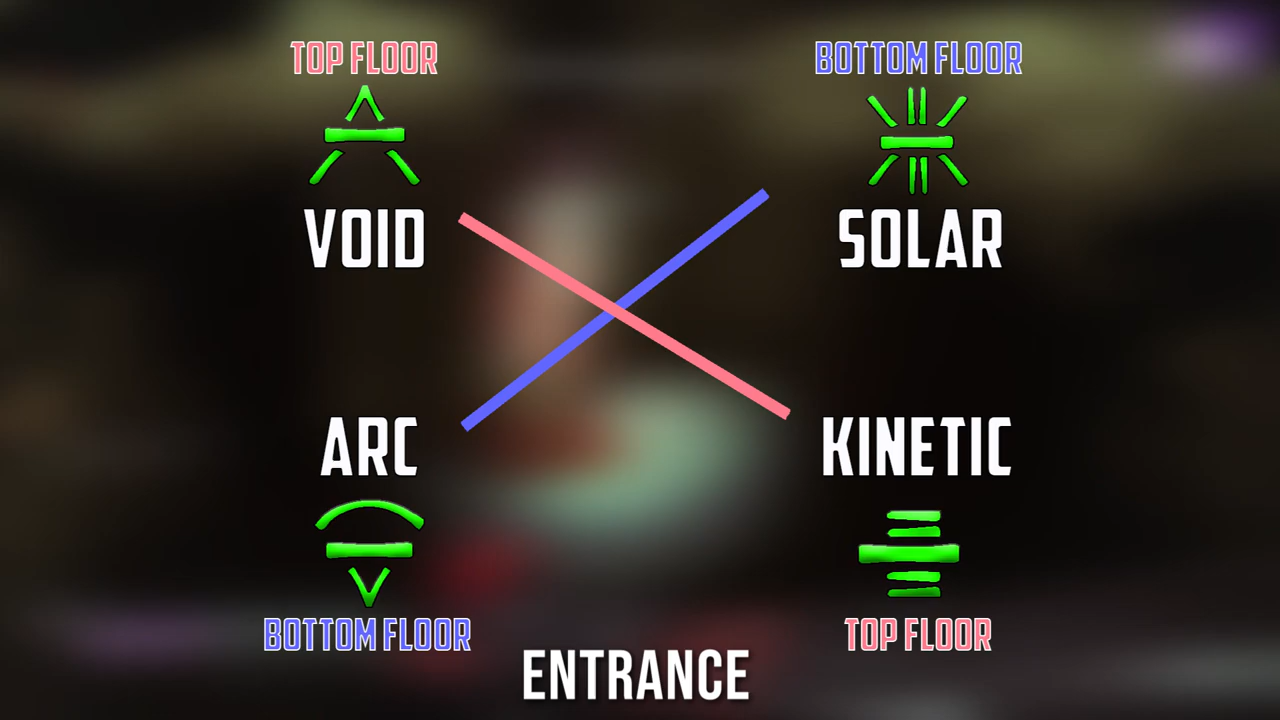 TOP FLOOR
BOTTOM FLOOR
VOID
SOLAR
ARC
KINETIC
BOTTOM FLOOR
TOP FLOOR
ENTRANCE